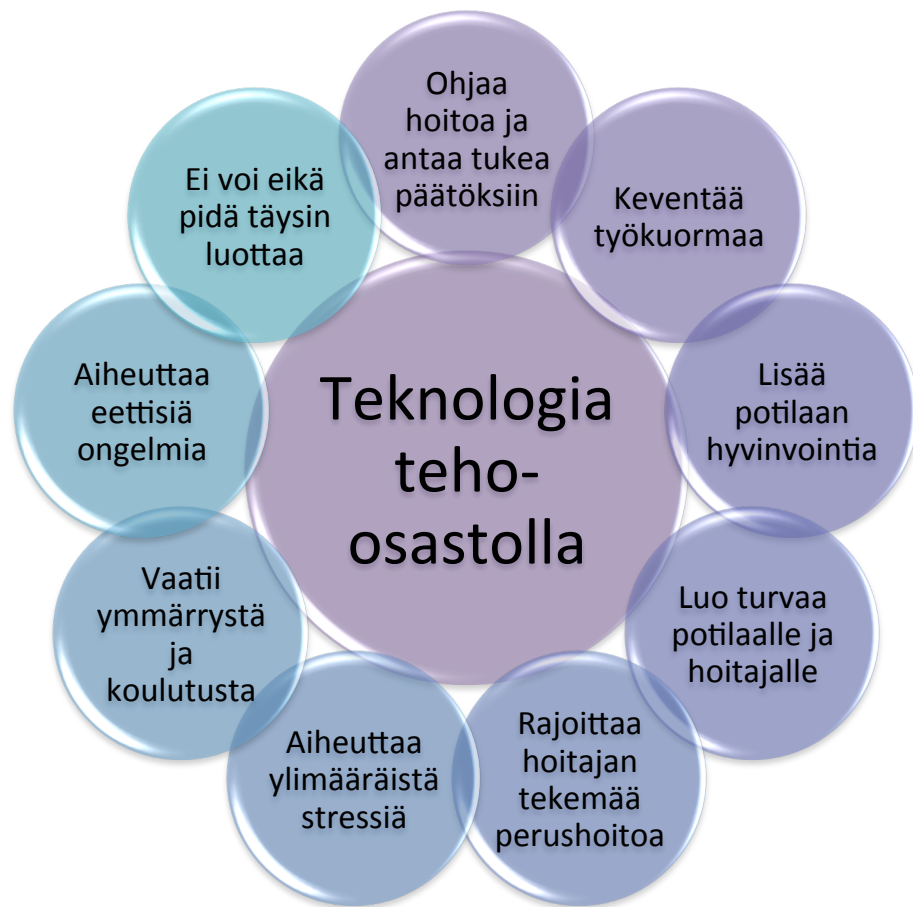 Ohjaa
hoitoa ja
antaa tukea
päätöksiin
Keventää
työkuormaa
Lisää
potilaan
hyvinvointia
Luo turvaa
potilaalle ja
hoitajalle
Rajoittaa
hoitajan
tekemää
perushoitoa
Aiheuttaa
ylimääräistä
stressiä
Vaatii
ymmärrystä
ja
koulutusta
Aiheuttaa
eettisiä
ongelmia
Ei voi eikä
pidä täysin
luottaa
Teknologia
teho-
osastolla